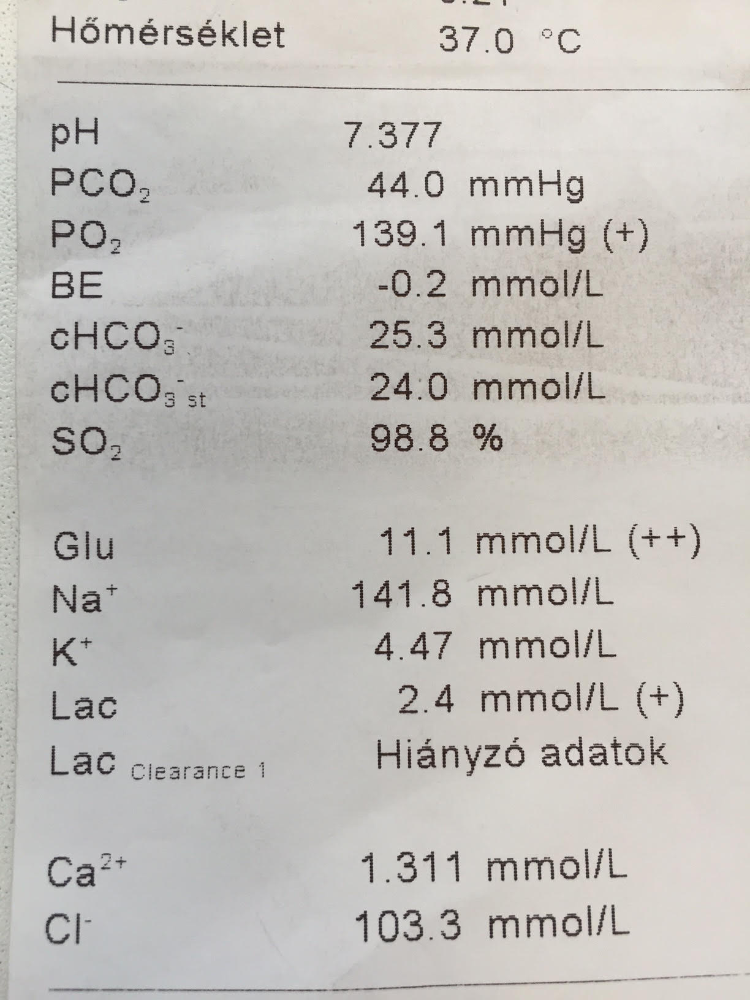 Hőmérséklet 37.0 °C
pH 7.377
PCO₂ 44.0 mmHg
PO₂ 139.1 mmHg (+)
BE -0.2 mmol/L
cHCO₃⁻ 25.3 mmol/L
cHCO₃⁻ st 24.0 mmol/L
SO₂ 98.8 %
Glu 11.1 mmol/L (++)
Na⁺ 141.8 mmol/L
K⁺ 4.47 mmol/L
Lac 2.4 mmol/L (+)
Lac Clearance 1 Hiányzó adatok
Ca²⁺ 1.311 mmol/L
Cl⁻ 103.3 mmol/L